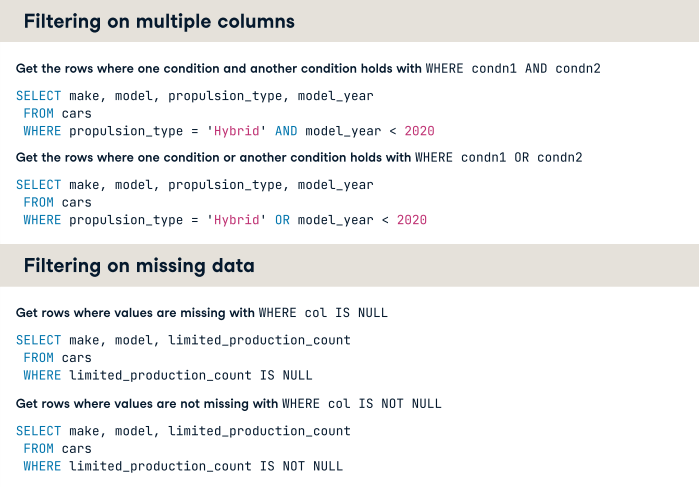 Filtering on multiple columns
Get the rows where one condition and another condition holds with WHERE condn1 AND condn2
SELECT make, model, propulsion_type, model_year
FROM cars
WHERE propulsion_type = 'Hybrid' AND model_year < 2020
Get the rows where one condition or another condition holds with WHERE condn1 OR condn2
SELECT make, model, propulsion_type, model_year
FROM cars
WHERE propulsion_type = 'Hybrid' OR model_year < 2020
Filtering on missing data
Get rows where values are missing with WHERE col IS NULL
SELECT make, model, limited_production_count
FROM cars
WHERE limited_production_count IS NULL
Get rows where values are not missing with WHERE col IS NOT NULL
SELECT make, model, limited_production_count
FROM cars
WHERE limited_production_count IS NOT NULL